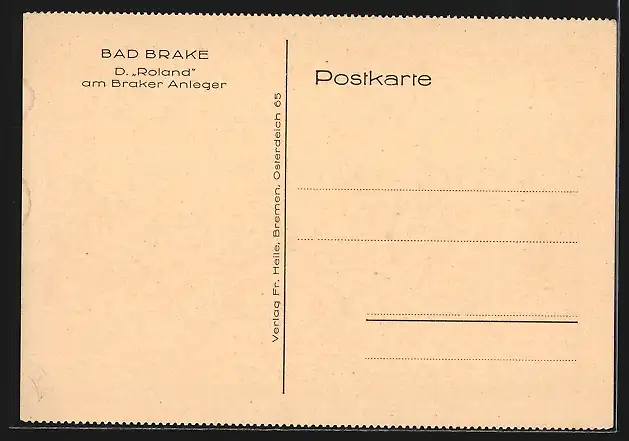 BAD BRAKE
D. „Roland"
am Braker Anleger
Verlag Fr. Heile, Bremen, Osterdeich 65
Postkarte